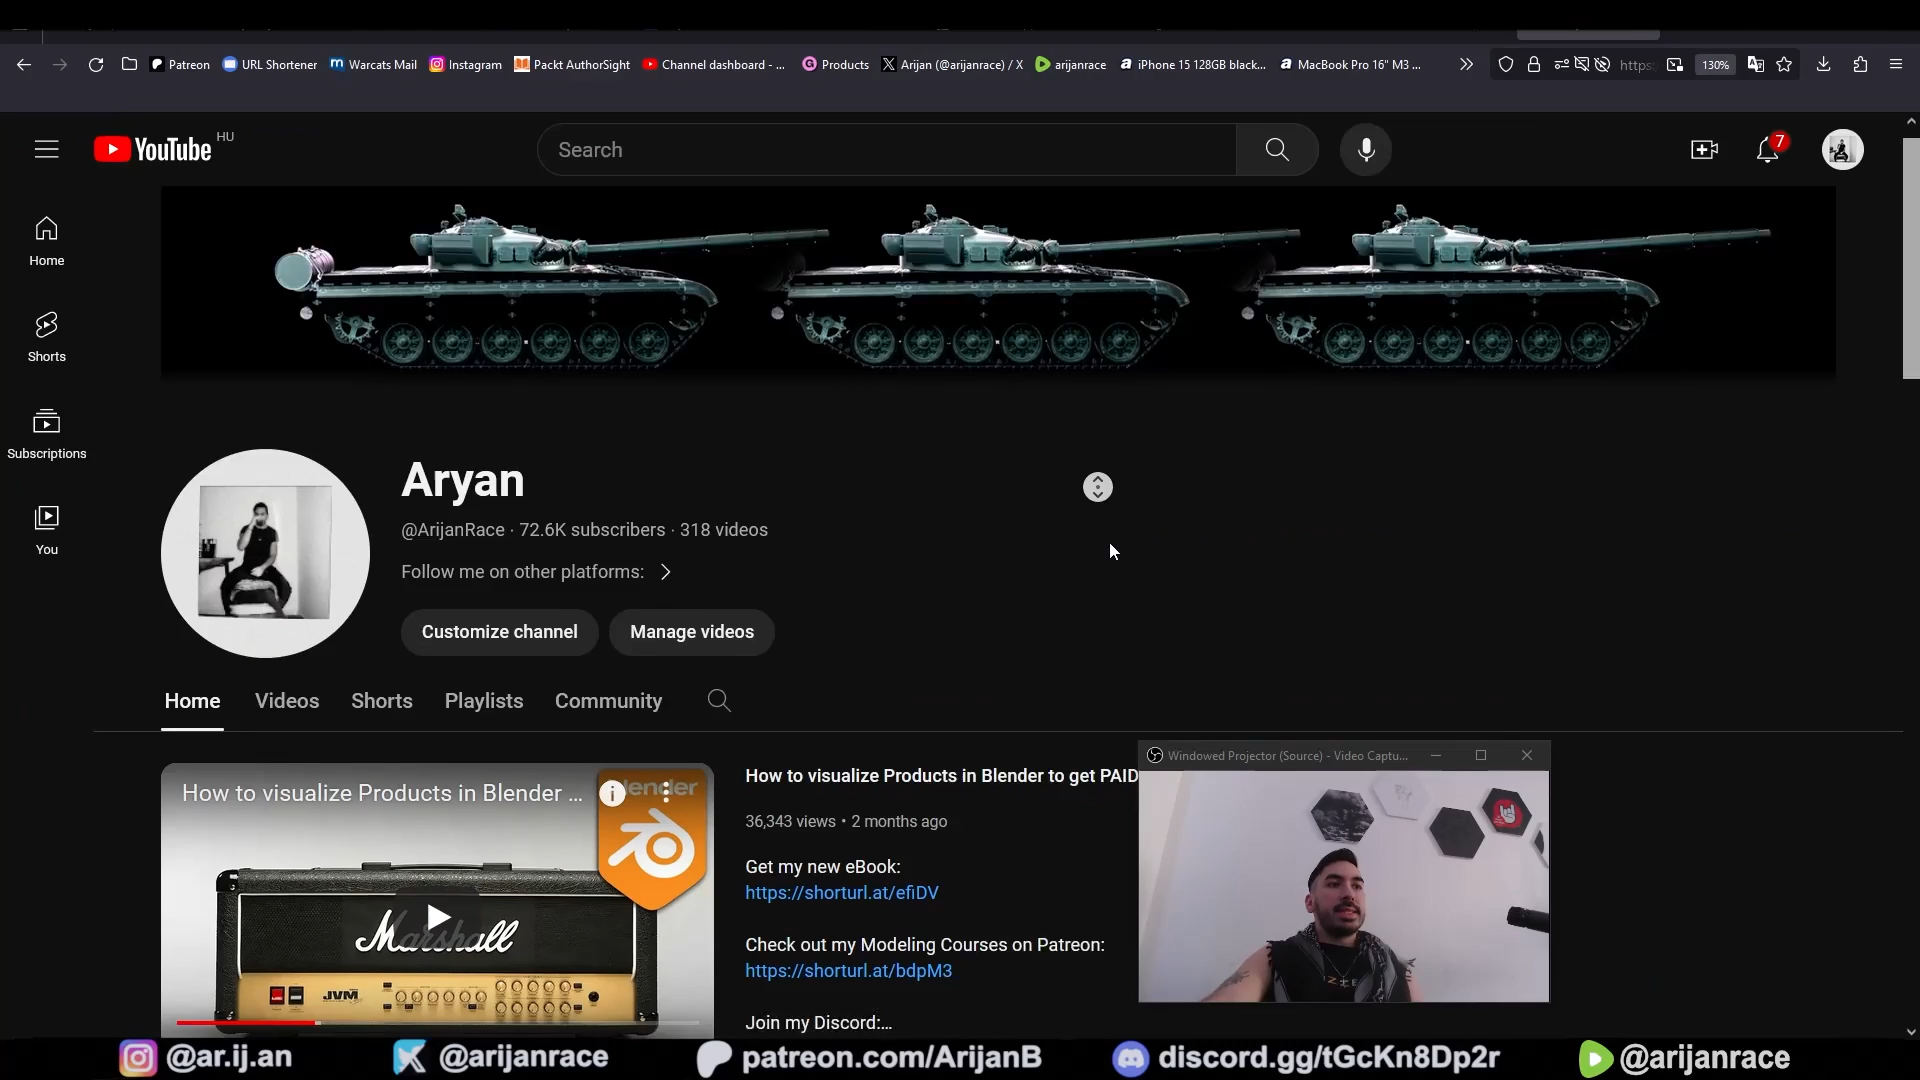 Patreon URL Shortener Warcats Mail Instagram Packt AuthorSight Channel dashboard - ... Products Arijan (@arijanrace) / X arijanrace iPhone 15 128GB black... MacBook Pro 16" M3 ... https: 130%
YouTube HU
Search
7
Home
Shorts
Subscriptions
You
Aryan
@ArijanRace · 72.6K subscribers · 318 videos
Follow me on other platforms:
Customize channel Manage videos
Home Videos Shorts Playlists Community
How to visualize Products in Blender ...
Marshall
JVM
How to visualize Products in Blender to get PAID
36,343 views • 2 months ago
Get my new eBook:
https://shorturl.at/efiDV
Check out my Modeling Courses on Patreon:
https://shorturl.at/bdpM3
Join my Discord:...
Windowed Projector (Source) - Video Captu...
@ar.ij.an @arijanrace patreon.com/ArijanB discord.gg/tGcKn8Dp2r @arijanrace